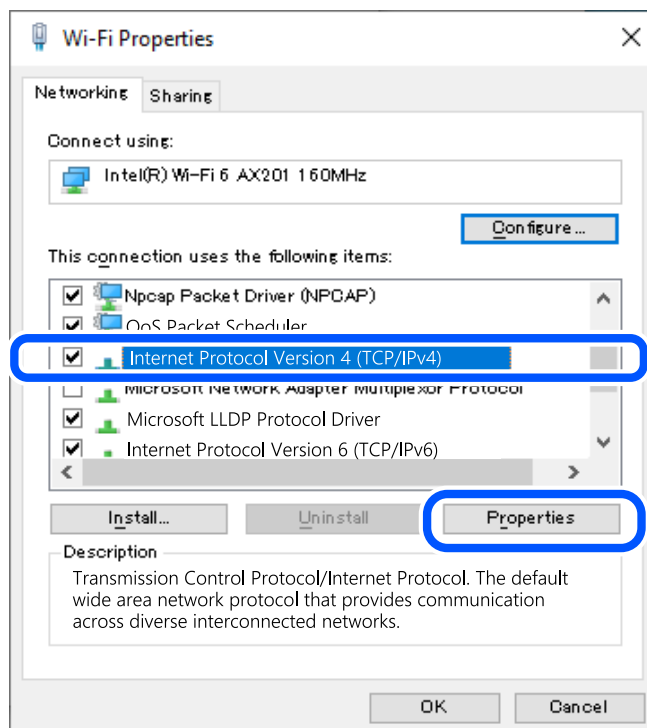 Wi-Fi Properties
Networking
Sharing
Connect using:
Intel(R) Wi-Fi 6 AX201 160MHz
Configure...
This connection uses the following items:
Npcap Packet Driver (NPCAP)
QoS Packet Scheduler
Internet Protocol Version 4 (TCP/IPv4)
Microsoft Network Adapter Multiplexor Protocol
Microsoft LLDP Protocol Driver
Internet Protocol Version 6 (TCP/IPv6)
Install...
Uninstall
Properties
Description
Transmission Control Protocol/Internet Protocol. The default
wide area network protocol that provides communication
across diverse interconnected networks.
OK
Cancel